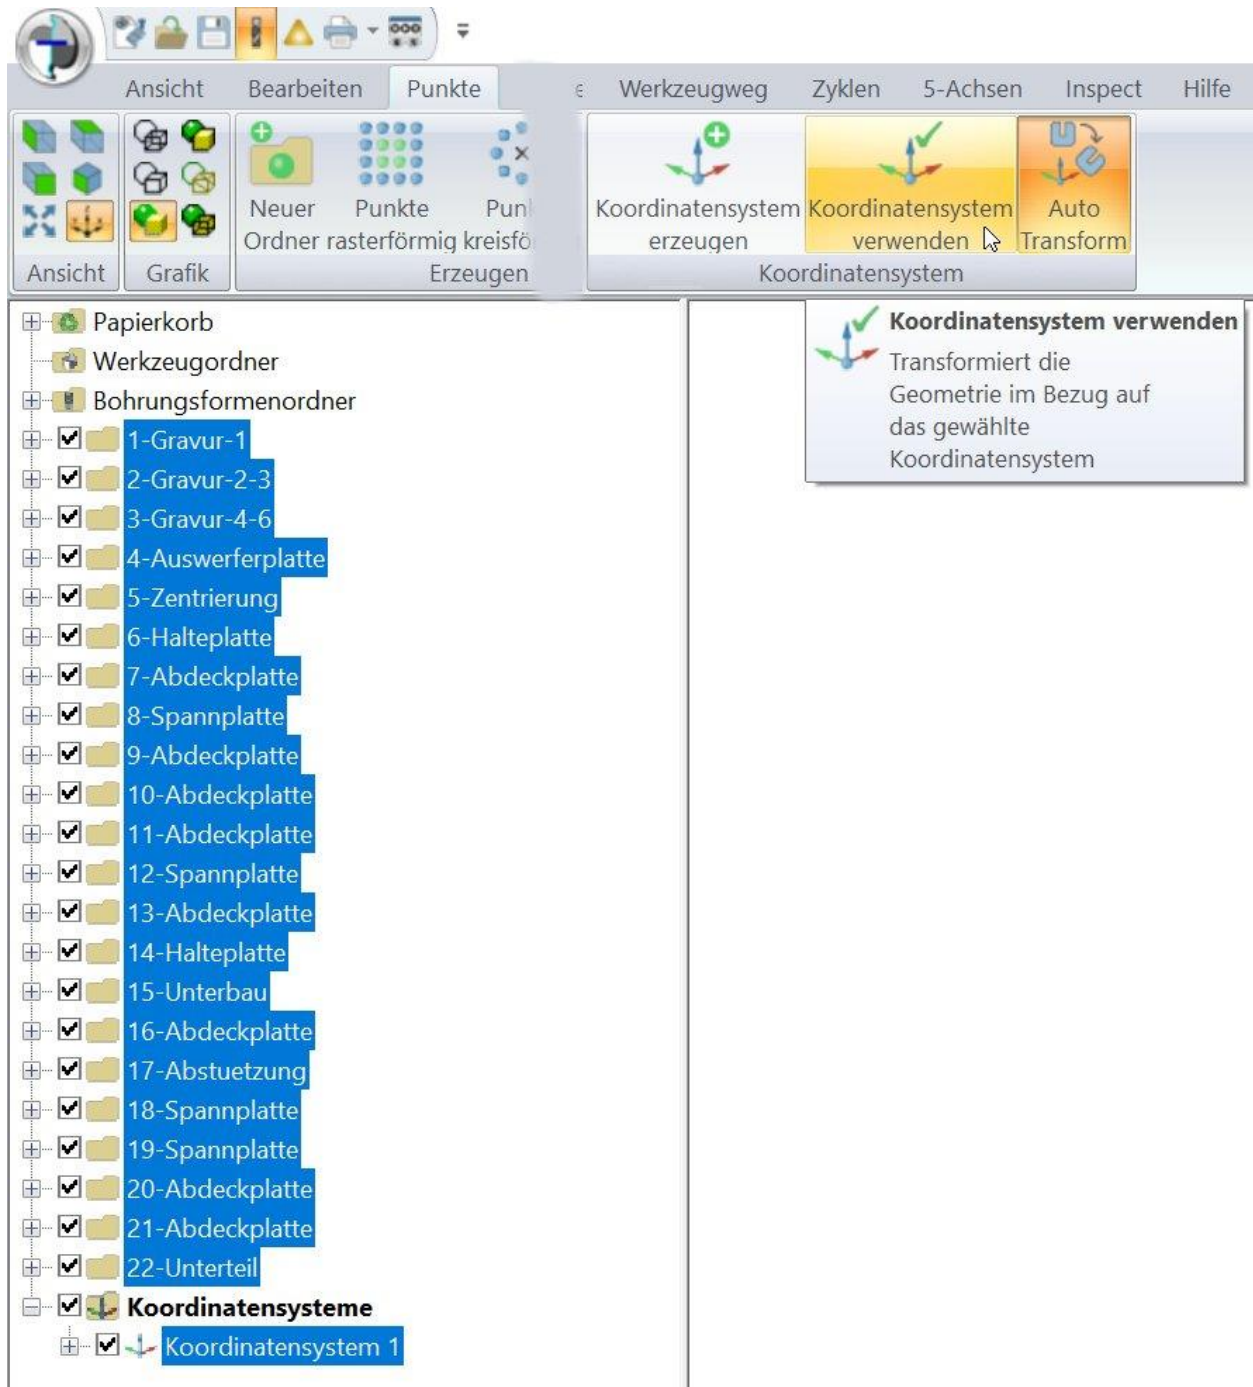 Ansicht Bearbeiten Punkte Werkzeugweg Zyklen 5-Achsen Inspect Hilfe
Neuer Punkte Koordinatensystem Koordinatensystem Auto
Ordner rasterförmig erzeugen verwenden Transform
Ansicht Grafik Erzeugen Koordinatensystem
Papierkorb
Werkzeugordner
Bohrungsformenordner
1-Gravur-1
2-Gravur-2-3
3-Gravur-4-6
4-Auswerferplatte
5-Zentrierung
6-Halteplatte
7-Abdeckplatte
8-Spannplatte
9-Abdeckplatte
10-Abdeckplatte
11-Abdeckplatte
12-Spannplatte
13-Abdeckplatte
14-Halteplatte
15-Unterbau
16-Abdeckplatte
17-Abstuetzung
18-Spannplatte
19-Spannplatte
20-Abdeckplatte
21-Abdeckplatte
22-Unterteil
Koordinatensysteme
Koordinatensystem 1
Koordinatensystem verwenden
Transformiert die
Geometrie im Bezug auf
das gewählte
Koordinatensystem